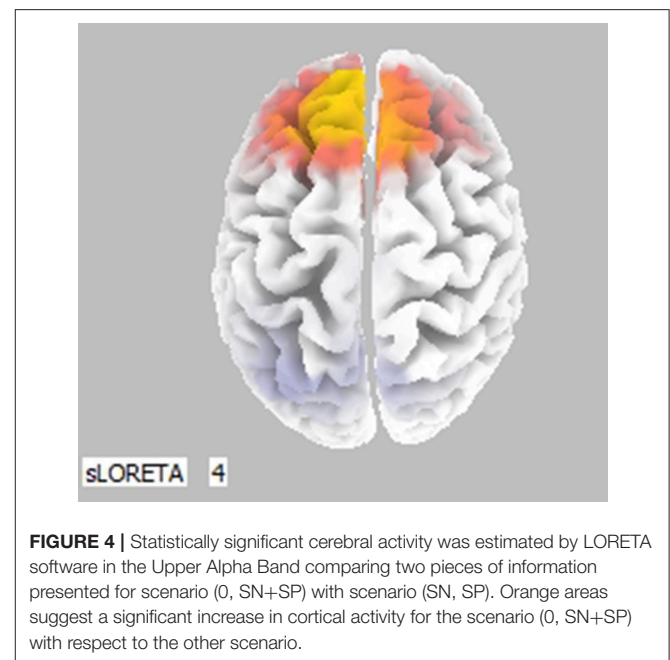 sLORETA 4
FIGURE 4 | Statistically significant cerebral activity was estimated by LORETA
software in the Upper Alpha Band comparing two pieces of information
presented for scenario (0, SN+SP) with scenario (SN, SP). Orange areas
suggest a significant increase in cortical activity for the scenario (0, SN+SP)
with respect to the other scenario.